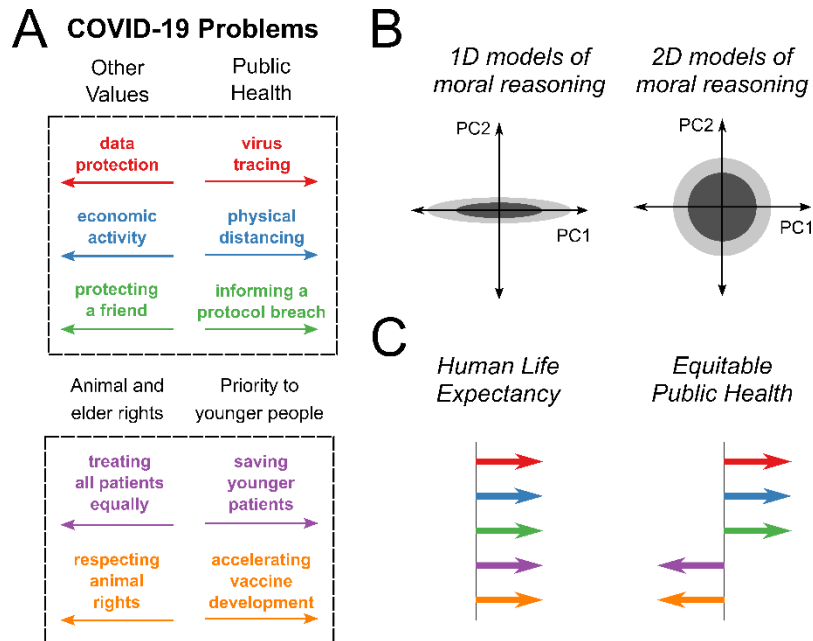 A
COVID-19 Problems
Other
Values
Public
Health
data
protection
virus
tracing
economic
activity
physical
distancing
protecting
a friend
informing a
protocol breach
Animal and
elder rights
Priority to
younger people
treating
all patients
equally
saving
younger
patients
respecting
animal
rights
accelerating
vaccine
development
B
1D models of
moral reasoning
PC2
PC1
2D models of
moral reasoning
PC2
PC1
C
Human Life
Expectancy
Equitable
Public Health